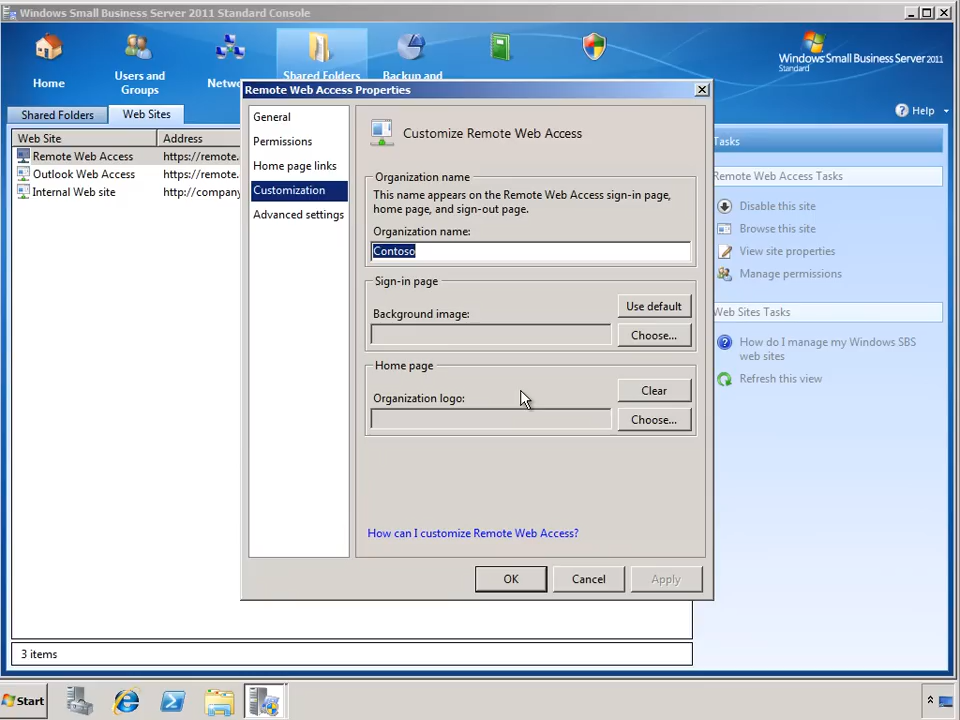 Windows Small Business Server 2011 Standard Console
Home
Users and
Groups
Netw
Shared Folders
Backup and
Windows Small Business Server 2011
Standard
Shared Folders
Web Sites
Help
Web Site
Address
Remote Web Access
https://remote.
Outlook Web Access
https://remote.
Internal Web site
http://company
3 items
Remote Web Access Properties
General
Permissions
Home page links
Customization
Advanced settings
Customize Remote Web Access
Organization name
This name appears on the Remote Web Access sign-in page,
home page, and sign-out page.
Organization name:
Contoso
Sign-in page
Use default
Background image:
Choose...
Home page
Clear
Organization logo:
Choose...
How can I customize Remote Web Access?
OK
Cancel
Apply
Tasks
Remote Web Access Tasks
Disable this site
Browse this site
View site properties
Manage permissions
Web Sites Tasks
How do I manage my Windows SBS
web sites
Refresh this view
Start